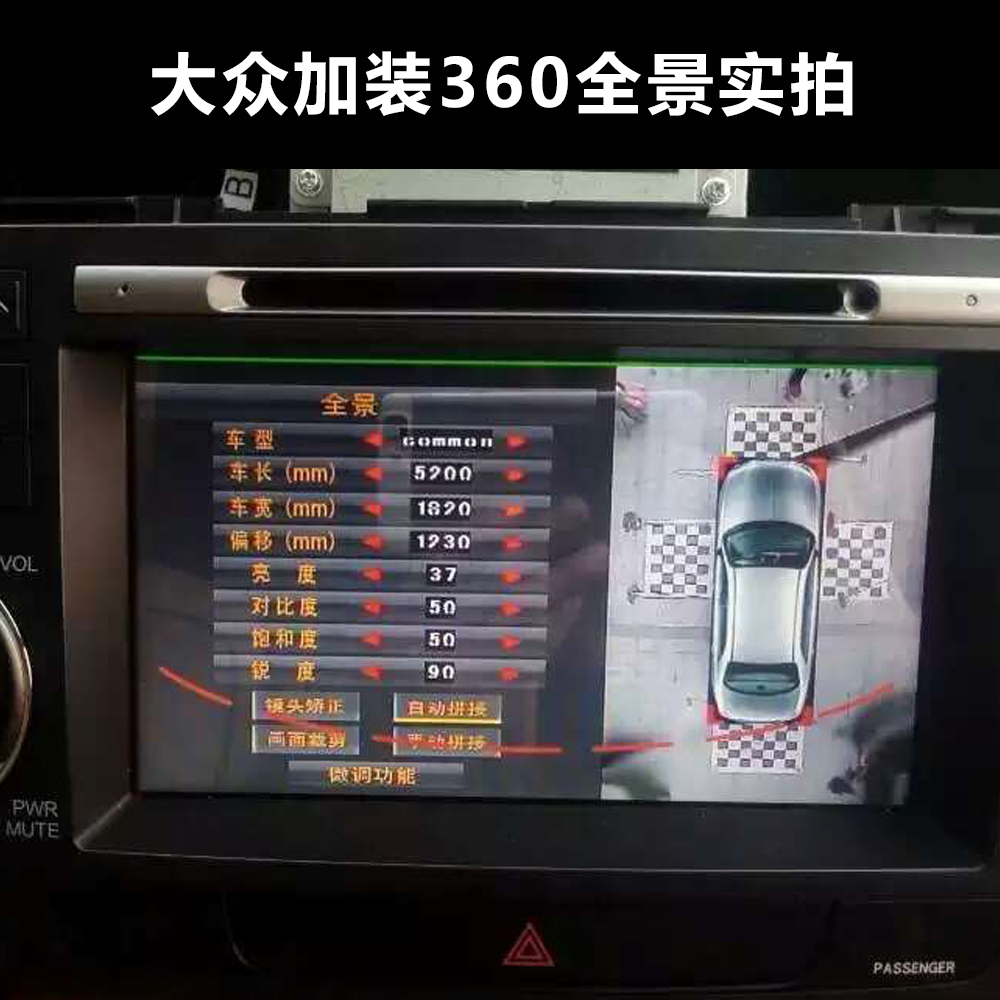 大众加装360全景实拍
B
全景
车型 common
车长 (mm) 5200
车宽 (mm) 1820
偏移 (mm) 1230
亮度 37
对比度 50
饱和度 50
锐度 90
镜头矫正 自动拼接
画面裁剪 手动拼接
微调功能
VOL
PWR
MUTE
PASSENGER